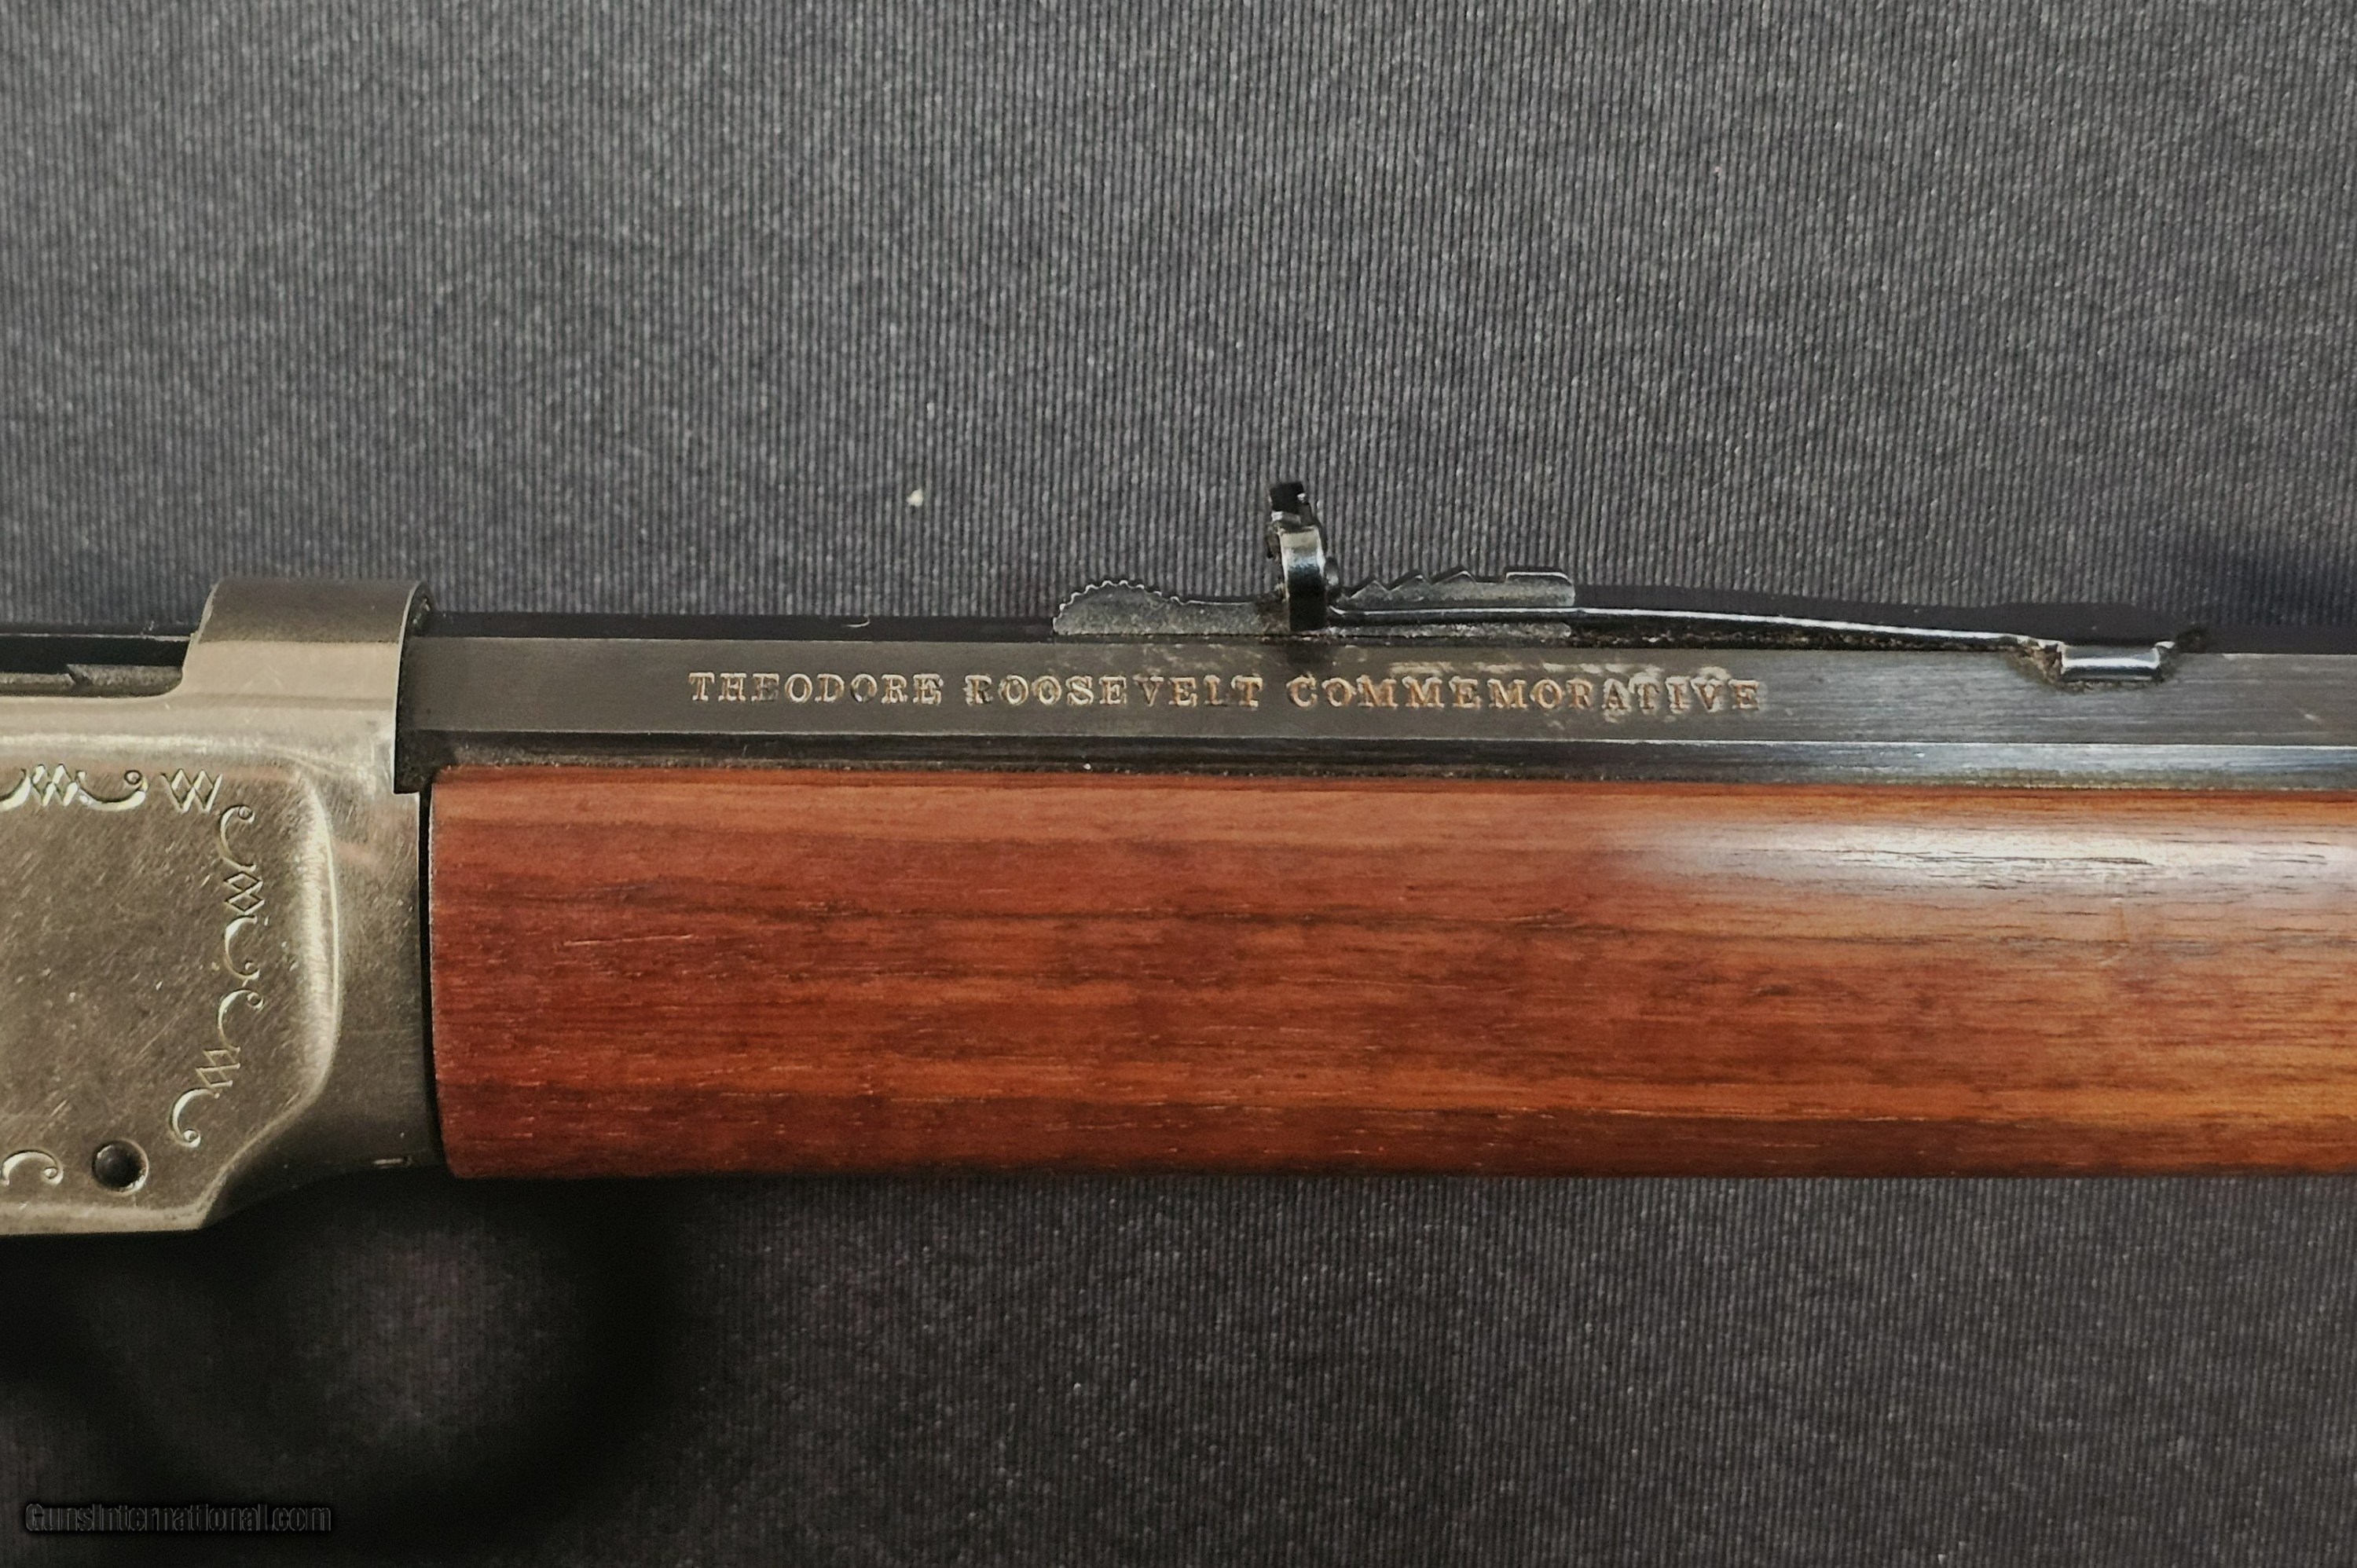 THEODORE ROOSEVELT COMMEMORATIVE
GunsInternational.com